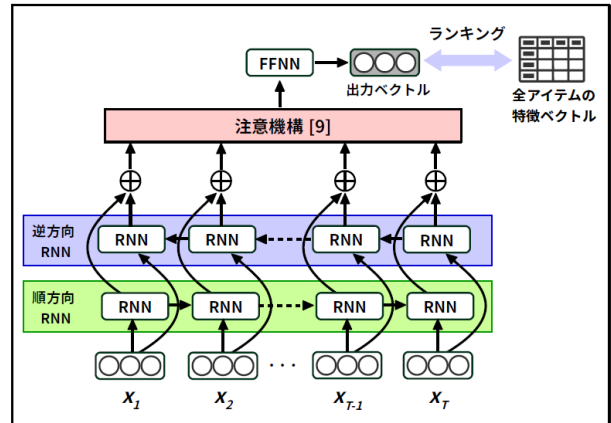 ランキング
FFNN
出力ベクトル
全アイテムの
特徴ベクトル
注意機構 [9]
逆方向
RNN
RNN RNN RNN RNN
順方向
RNN
RNN RNN RNN RNN
...
X1 X2 XT-1 XT